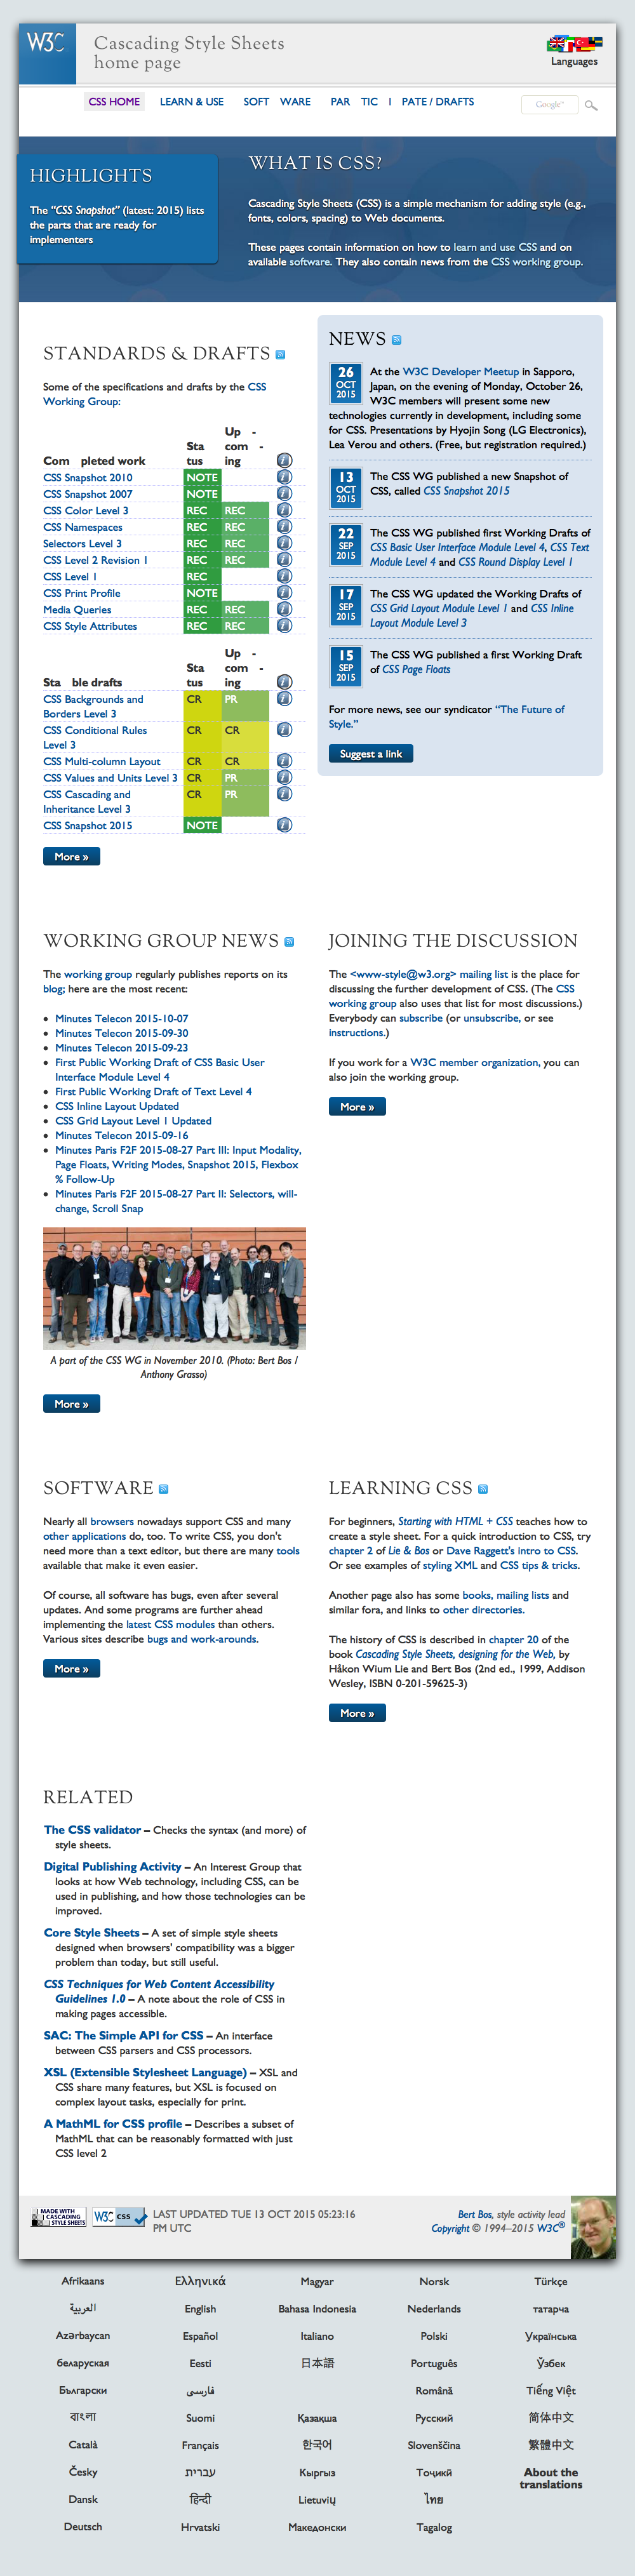 W3C
Cascading Style Sheets
home page
Languages
CSS HOME LEARN & USE SOFT WARE PAR TIC I PATE / DRAFTS
Google™
HIGHLIGHTS
The “CSS Snapshot” (latest: 2015) lists
the parts that are ready for
implementers
WHAT IS CSS?
Cascading Style Sheets (CSS) is a simple mechanism for adding style (e.g.,
fonts, colors, spacing) to Web documents.
These pages contain information on how to learn and use CSS and on
available software. They also contain news from the CSS working group.
STANDARDS & DRAFTS
Some of the specifications and drafts by the CSS
Working Group:
Com pleted work Sta tus Up - com - ing
CSS Snapshot 2010 NOTE
CSS Snapshot 2007 NOTE
CSS Color Level 3 REC REC
CSS Namespaces REC REC
Selectors Level 3 REC REC
CSS Level 2 Revision 1 REC REC
CSS Level 1 REC
CSS Print Profile NOTE
Media Queries REC REC
CSS Style Attributes REC REC
Sta ble drafts Sta tus Up - com - ing
CSS Backgrounds and CR PR
Borders Level 3
CSS Conditional Rules CR CR
Level 3
CSS Multi-column Layout CR CR
CSS Values and Units Level 3 CR PR
CSS Cascading and CR PR
Inheritance Level 3
CSS Snapshot 2015 NOTE
More »
NEWS
26
OCT
2015
At the W3C Developer Meetup in Sapporo,
Japan, on the evening of Monday, October 26,
W3C members will present some new
technologies currently in development, including some
for CSS. Presentations by Hyojin Song (LG Electronics),
Lea Verou and others. (Free, but registration required.)
13
OCT
2015
The CSS WG published a new Snapshot of
CSS, called CSS Snapshot 2015
22
SEP
2015
The CSS WG published first Working Drafts of
CSS Basic User Interface Module Level 4, CSS Text
Module Level 4 and CSS Round Display Level 1
17
SEP
2015
The CSS WG updated the Working Drafts of
CSS Grid Layout Module Level 1 and CSS Inline
Layout Module Level 3
15
SEP
2015
The CSS WG published a first Working Draft
of CSS Page Floats
For more news, see our syndicator “The Future of
Style.”
Suggest a link
WORKING GROUP NEWS
The working group regularly publishes reports on its
blog; here are the most recent:
• Minutes Telecon 2015-10-07
• Minutes Telecon 2015-09-30
• Minutes Telecon 2015-09-23
• First Public Working Draft of CSS Basic User
Interface Module Level 4
• First Public Working Draft of Text Level 4
• CSS Inline Layout Updated
• CSS Grid Layout Level 1 Updated
• Minutes Telecon 2015-09-16
• Minutes Paris F2F 2015-08-27 Part III: Input Modality,
Page Floats, Writing Modes, Snapshot 2015, Flexbox
% Follow-Up
• Minutes Paris F2F 2015-08-27 Part II: Selectors, will-
change, Scroll Snap
A part of the CSS WG in November 2010. (Photo: Bert Bos /
Anthony Grasso)
More »
JOINING THE DISCUSSION
The <www-style@w3.org> mailing list is the place for
discussing the further development of CSS. (The CSS
working group also uses that list for most discussions.)
Everybody can subscribe (or unsubscribe, or see
instructions.)
If you work for a W3C member organization, you can
also join the working group.
More »
SOFTWARE
Nearly all browsers nowadays support CSS and many
other applications do, too. To write CSS, you don't
need more than a text editor, but there are many tools
available that make it even easier.
Of course, all software has bugs, even after several
updates. And some programs are further ahead
implementing the latest CSS modules than others.
Various sites describe bugs and work-arounds.
More »
LEARNING CSS
For beginners, Starting with HTML + CSS teaches how to
create a style sheet. For a quick introduction to CSS, try
chapter 2 of Lie & Bos or Dave Raggett's intro to CSS.
Or see examples of styling XML and CSS tips & tricks.
Another page also has some books, mailing lists and
similar fora, and links to other directories.
The history of CSS is described in chapter 20 of the
book Cascading Style Sheets, designing for the Web, by
Håkon Wium Lie and Bert Bos (2nd ed., 1999, Addison
Wesley, ISBN 0-201-59625-3)
More »
RELATED
The CSS validator – Checks the syntax (and more) of
style sheets.
Digital Publishing Activity – An Interest Group that
looks at how Web technology, including CSS, can be
used in publishing, and how those technologies can be
improved.
Core Style Sheets – A set of simple style sheets
designed when browsers' compatibility was a bigger
problem than today, but still useful.
CSS Techniques for Web Content Accessibility
Guidelines 1.0 – A note about the role of CSS in
making pages accessible.
SAC: The Simple API for CSS – An interface
between CSS parsers and CSS processors.
XSL (Extensible Stylesheet Language) – XSL and
CSS share many features, but XSL is focused on
complex layout tasks, especially for print.
A MathML for CSS profile – Describes a subset of
MathML that can be reasonably formatted with just
CSS level 2
MADE WITH
CASCADING
STYLE SHEETS
W3C CSS
LAST UPDATED TUE 13 OCT 2015 05:23:16
PM UTC
Bert Bos, style activity lead
Copyright © 1994–2015 W3C®
Afrikaans Ελληνικά Magyar Norsk Türkçe
العربية English Bahasa Indonesia Nederlands татарча
Azərbaycan Español Italiano Polski Українська
беларуская Eesti 日本語 Português Ўзбек
Български فارسی Română Tiếng Việt
বাংলা Suomi Қазақша Русский 简体中文
Català Français 한국어 Slovenščina 繁體中文
Česky עברית Кыргыз Тоҷикӣ About the
translations
Dansk हिन्दी Lietuvių ไทย
Deutsch Hrvatski Македонски Tagalog